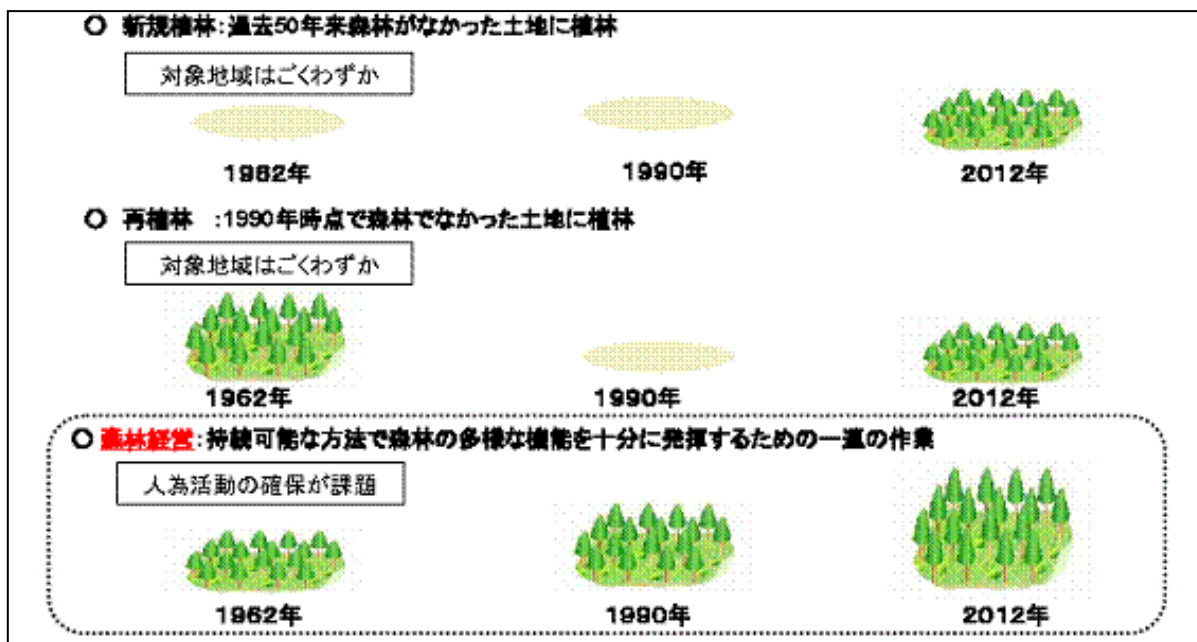 ○ 新規植林：過去50年来森林がなかった土地に植林
対象地域はごくわずか
1962年 1990年 2012年
○ 再植林 ：1990年時点で森林でなかった土地に植林
対象地域はごくわずか
1962年 1990年 2012年
○ 森林経営：持続可能な方法で森林の多様な機能を十分に発揮するための一連の作業
人為活動の確保が課題
1962年 1990年 2012年